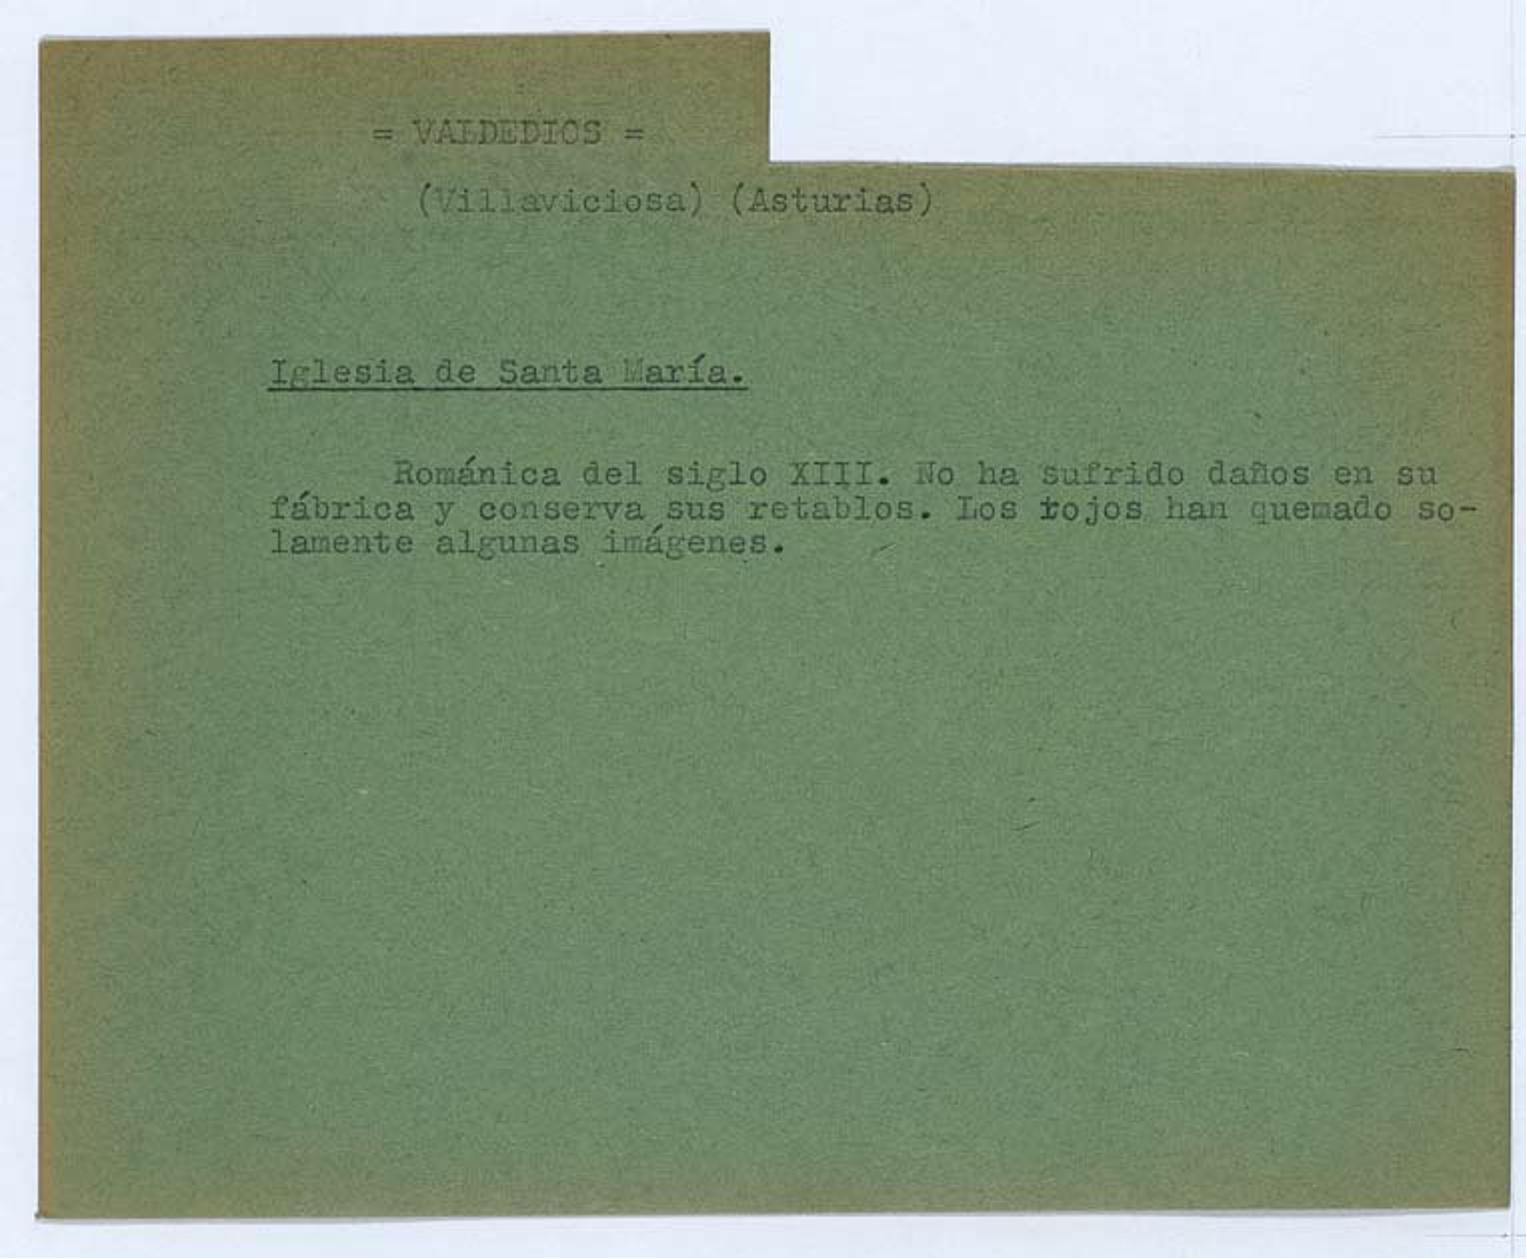 = VALDEDIOS =
(Villaviciosa) (Asturias)
Iglesia de Santa María.
Románica del siglo XIII. No ha sufrido daños en su
fábrica y conserva sus retablos. Los rojos han quemado so-
lamente algunas imágenes.